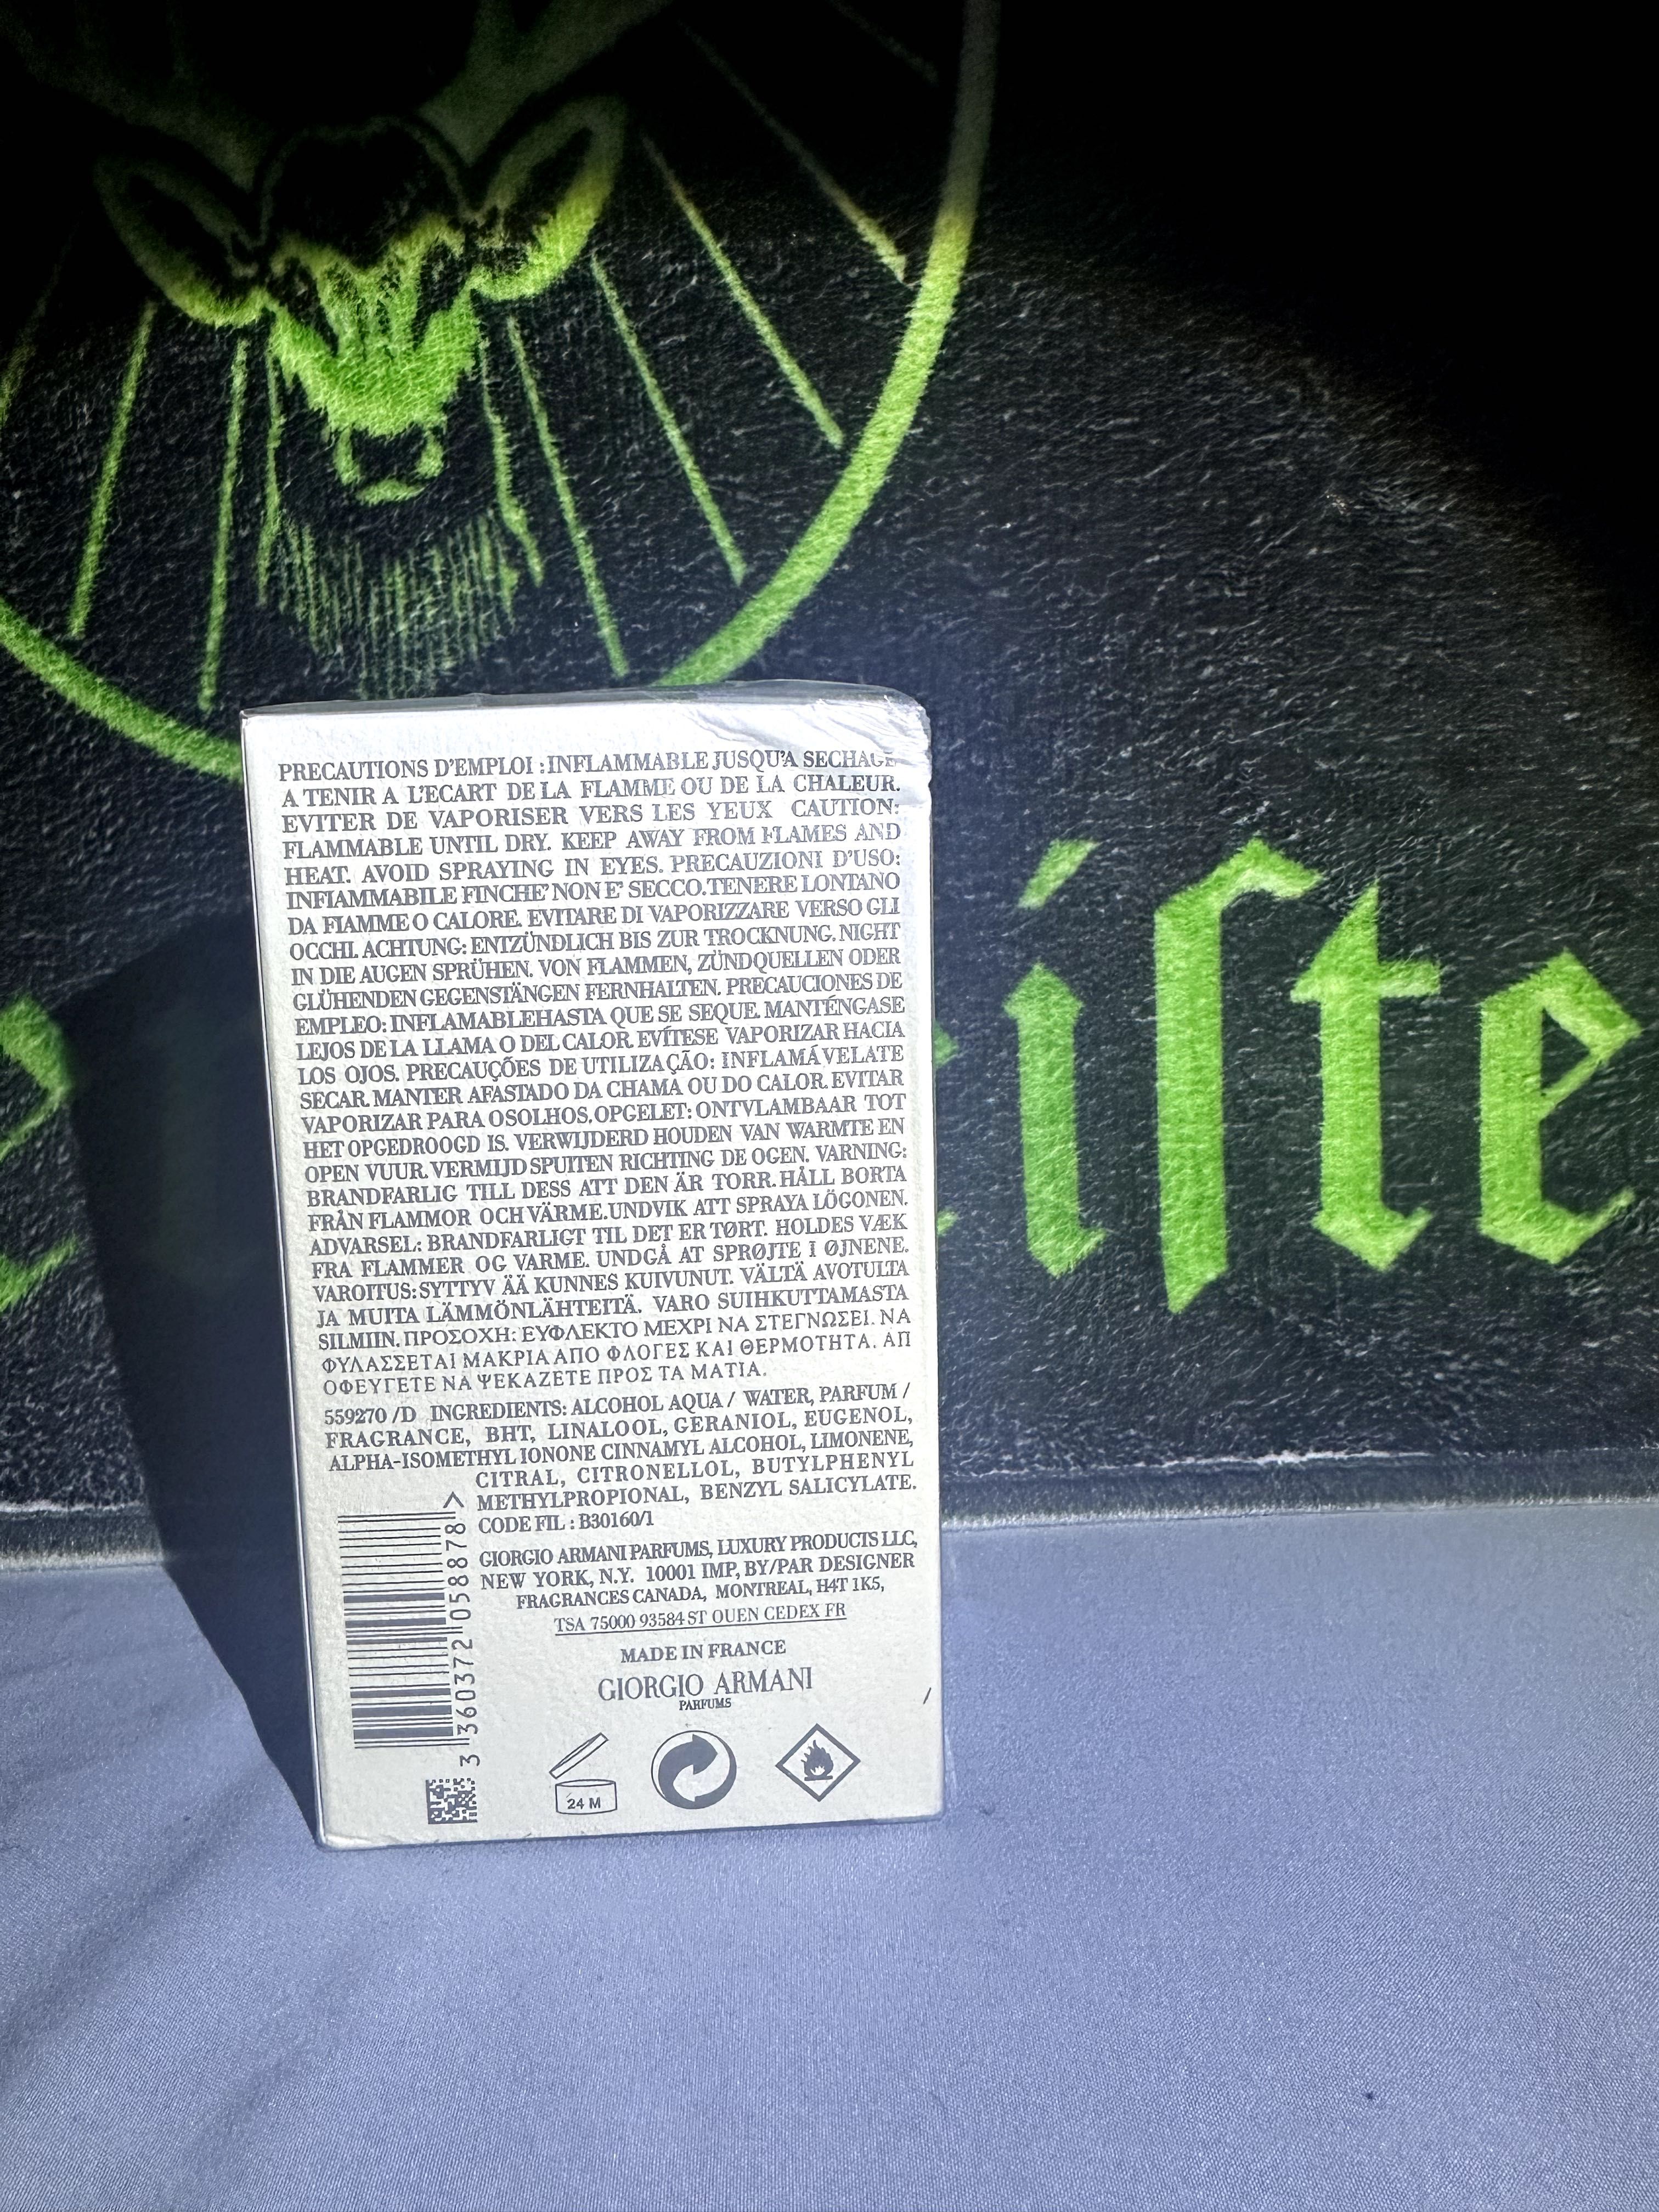 PRECAUTIONS D'EMPLOI : INFLAMMABLE JUSQU'A SECHAGE
A TENIR A L'ECART DE LA FLAMME OU DE LA CHALEUR.
EVITER DE VAPORISER VERS LES YEUX CAUTION:
FLAMMABLE UNTIL DRY. KEEP AWAY FROM FLAMES AND
HEAT. AVOID SPRAYING IN EYES. PRECAUZIONI D'USO:
INFIAMMABILE FINCHE' NON E' SECCO. TENERE LONTANO
DA FIAMME O CALORE. EVITARE DI VAPORIZZARE VERSO GLI
OCCHI. ACHTUNG: ENTZÜNDLICH BIS ZUR TROCKNUNG. NIGHT
IN DIE AUGEN SPRÜHEN. VON FLAMMEN, ZÜNDQUELLEN ODER
GLÜHENDEN GEGENSTÄNGEN FERNHALTEN. PRECAUCIONES DE
EMPLEO: INFLAMABLEHASTA QUE SE SEQUE. MANTÉNGASE
LEJOS DE LA LLAMA O DEL CALOR. EVÍTESE VAPORIZAR HACIA
LOS OJOS. PRECAUÇÕES DE UTILIZAÇÃO: INFLAMÁVELATE
SECAR. MANTER AFASTADO DA CHAMA OU DO CALOR. EVITAR
VAPORIZAR PARA OSOLHOS. OPGELET: ONTVLAMBAAR TOT
HET OPGEDROOGD IS. VERWIJDERD HOUDEN VAN WARMTE EN
OPEN VUUR. VERMIJD SPUITEN RICHTING DE OGEN. VARNING:
BRANDFARLIG TILL DESS ATT DEN ÄR TORR. HÅLL BORTA
FRÅN FLAMMOR OCH VÄRME. UNDVIK ATT SPRAYA LÖGONEN.
ADVARSEL: BRANDFARLIGT TIL DET ER TØRT. HOLDES VÆK
FRA FLAMMER OG VARME. UNDGÅ AT SPRØJTE I ØJNENE.
VAROITUS: SYTTYV ÄÄ KUNNES KUIVUNUT. VÄLTÄ AVOTULTA
JA MUITA LÄMMÖNLÄHTEITÄ. VARO SUIHKUTTAMASTA
SILMIIN. ΠΡΟΣΟΧΗ: ΕΥΦΛΕΚΤΟ ΜΕΧΡΙ ΝΑ ΣΤΕΓΝΩΣΕΙ. ΝΑ
ΦΥΛΑΣΣΕΤΑΙ ΜΑΚΡΙΑ ΑΠΟ ΦΛΟΓΕΣ ΚΑΙ ΘΕΡΜΟΤΗΤΑ. ΑΠ
ΟΦΕΥΓΕΤΕ ΝΑ ΨΕΚΑΖΕΤΕ ΠΡΟΣ ΤΑ ΜΑΤΙΑ.
559270 /D INGREDIENTS: ALCOHOL AQUA / WATER, PARFUM /
FRAGRANCE, BHT, LINALOOL, GERANIOL, EUGENOL,
ALPHA-ISOMETHYL IONONE CINNAMYL ALCOHOL, LIMONENE,
CITRAL, CITRONELLOL, BUTYLPHENYL
METHYLPROPIONAL, BENZYL SALICYLATE.
CODE FIL : B30160/1
GIORGIO ARMANI PARFUMS, LUXURY PRODUCTS LLC,
NEW YORK, N.Y. 10001 IMP, BY/PAR DESIGNER
FRAGRANCES CANADA, MONTREAL, H4T 1K5,
TSA 75000 93584 ST OUEN CEDEX FR
MADE IN FRANCE
GIORGIO ARMANI
PARFUMS
24 M
3 360372 058878 >
iſte